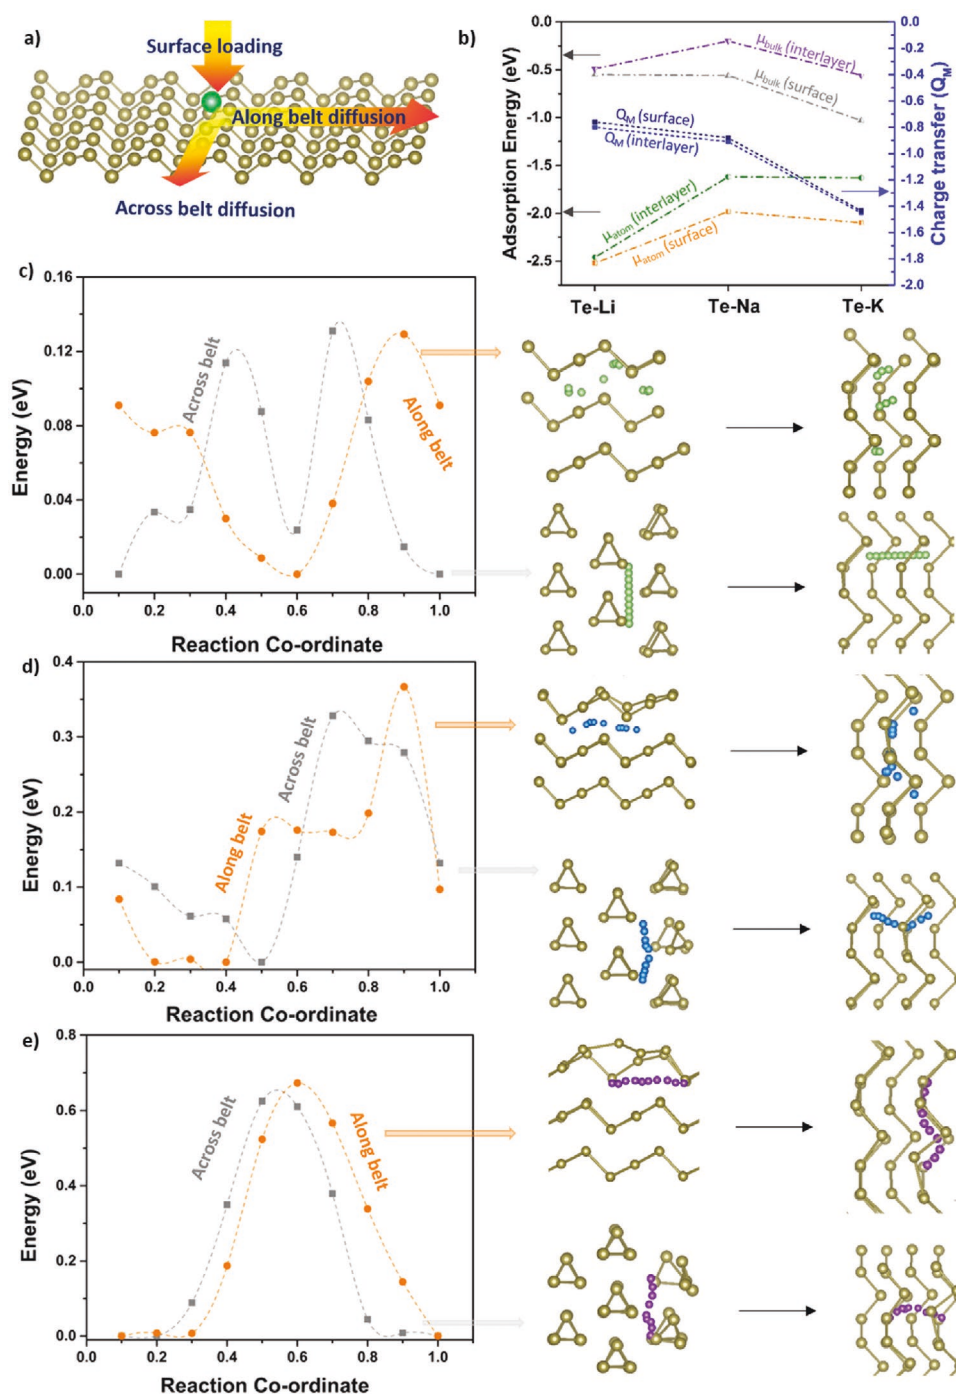 a)
Surface loading
Along belt diffusion
Across belt diffusion
b)
Adsorption Energy (eV)
-0.0
-0.5
-1.0
-1.5
-2.0
-2.5
μbulk (interlayer)
μbulk (surface)
QM (surface)
QM (interlayer)
μatom (interlayer)
μatom (surface)
Te-Li
Te-Na
Te-K
0.0
-0.2
-0.4
-0.6
-0.8
-1.0
-1.2
-1.4
-1.6
-1.8
-2.0
Charge transfer (QM)
c)
Energy (eV)
0.16
0.12
0.08
0.04
0.00
Across belt
Along belt
0.0 0.2 0.4 0.6 0.8 1.0
Reaction Co-ordinate
d)
Energy (eV)
0.4
0.3
0.2
0.1
0.0
Along belt
Across belt
0.0 0.2 0.4 0.6 0.8 1.0
Reaction Co-ordinate
e)
Energy (eV)
0.8
0.6
0.4
0.2
0.0
Across belt
Along belt
0.0 0.2 0.4 0.6 0.8 1.0
Reaction Co-ordinate